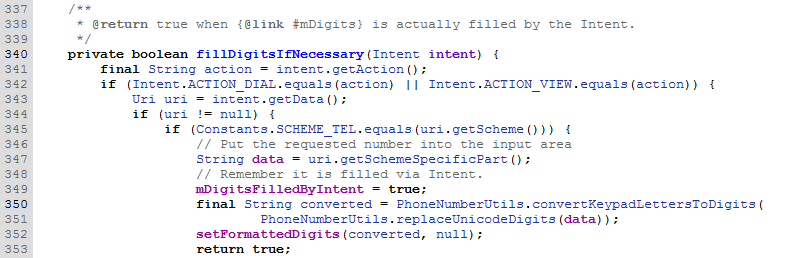 337 /**
338 * @return true when {@link #mDigits} is actually filled by the Intent.
339 */
340 private boolean fillDigitsIfNecessary(Intent intent) {
341 final String action = intent.getAction();
342 if (Intent.ACTION_DIAL.equals(action) || Intent.ACTION_VIEW.equals(action)) {
343 Uri uri = intent.getData();
344 if (uri != null) {
345 if (Constants.SCHEME_TEL.equals(uri.getScheme())) {
346 // Put the requested number into the input area
347 String data = uri.getSchemeSpecificPart();
348 // Remember it is filled via Intent.
349 mDigitsFilledByIntent = true;
350 final String converted = PhoneNumberUtils.convertKeypadLettersToDigits(
351 PhoneNumberUtils.replaceUnicodeDigits(data));
352 setFormattedDigits(converted, null);
353 return true;